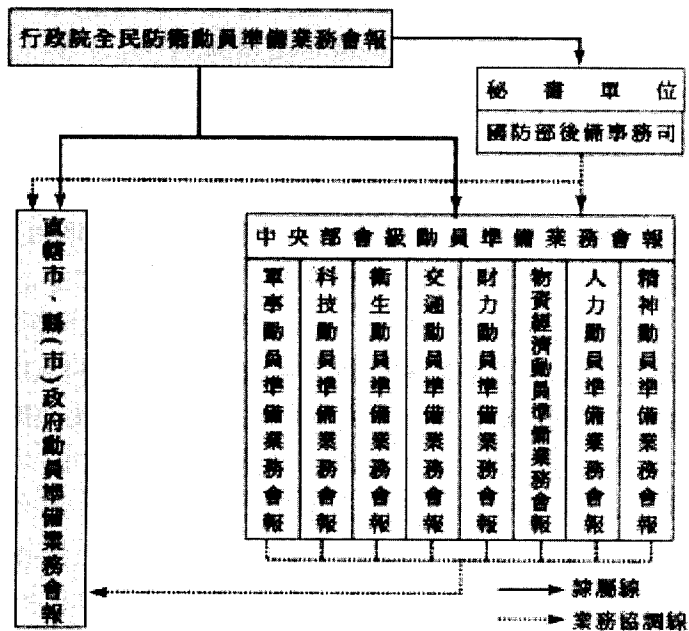 行政院全民防衛動員準備業務會報
秘書單位
國防部後備事務司
直轄市、縣(市)政府動員準備業務會報
中央部會級動員準備業務會報
軍事動員準備業務會報
科技動員準備業務會報
衛生動員準備業務會報
交通動員準備業務會報
財力動員準備業務會報
物資經濟動員準備業務會報
人力動員準備業務會報
精神動員準備業務會報
隸屬線
業務協調線